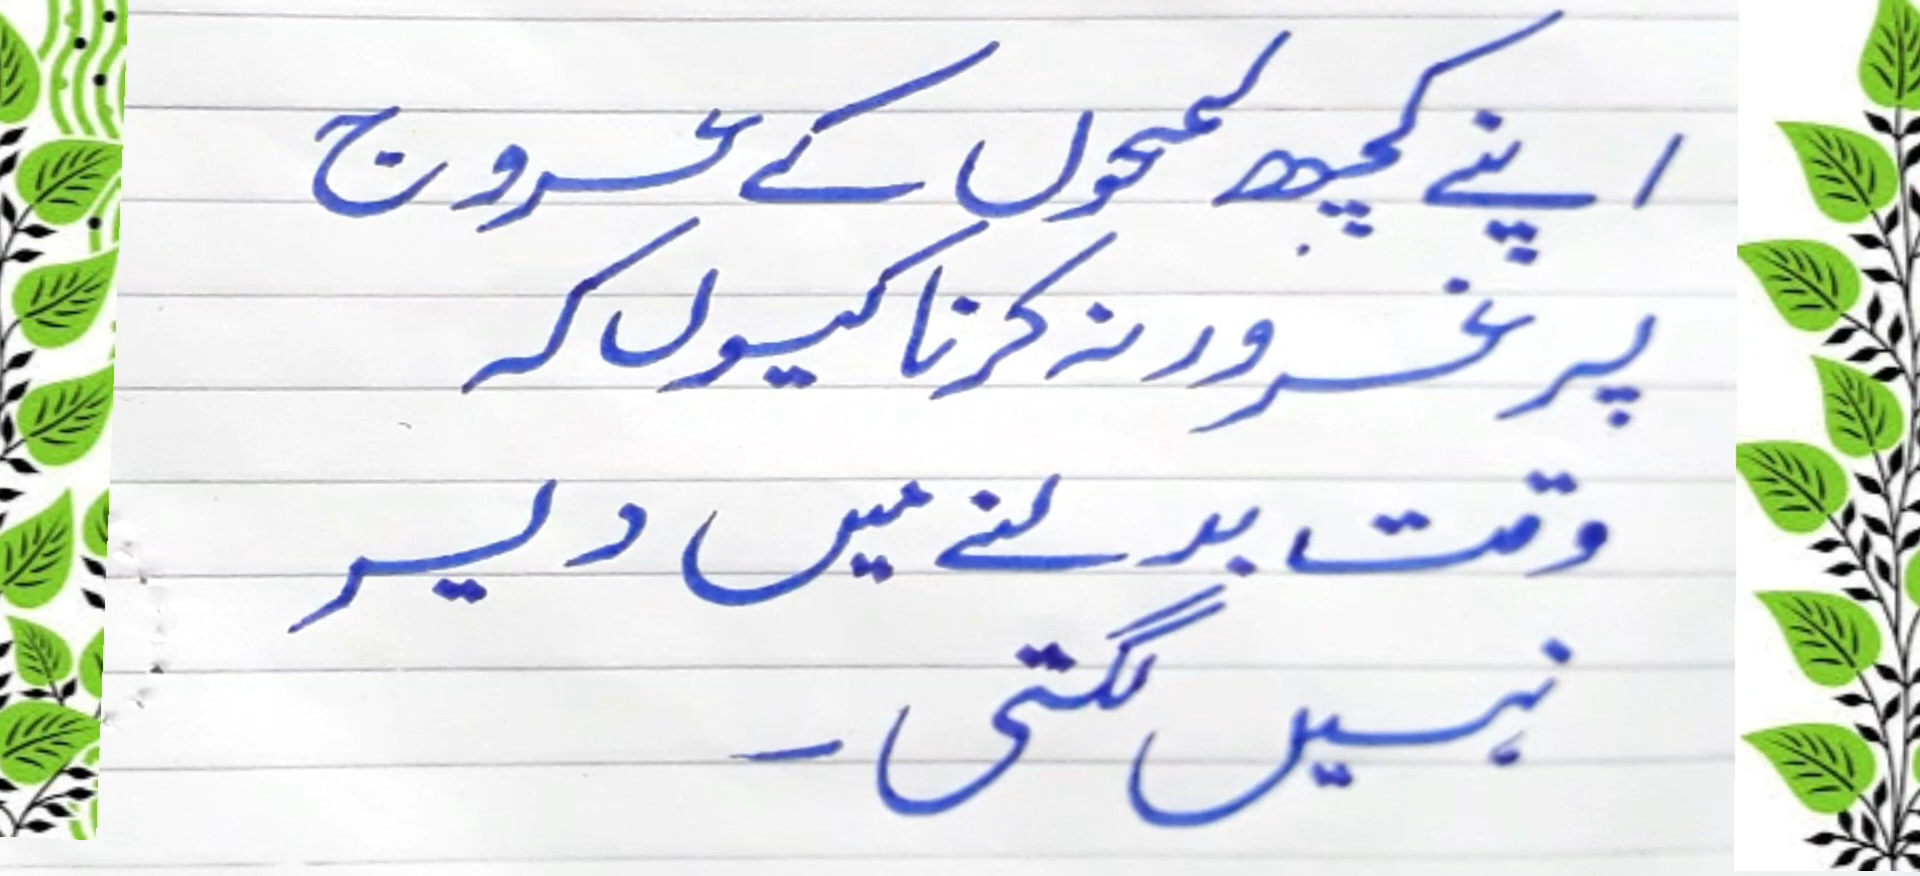 اپنے کچھ لمحوں کے عروج
پر غرور نہ کرنا کیوں کہ
وقت بدلنے میں دیر
نہیں لگتی۔